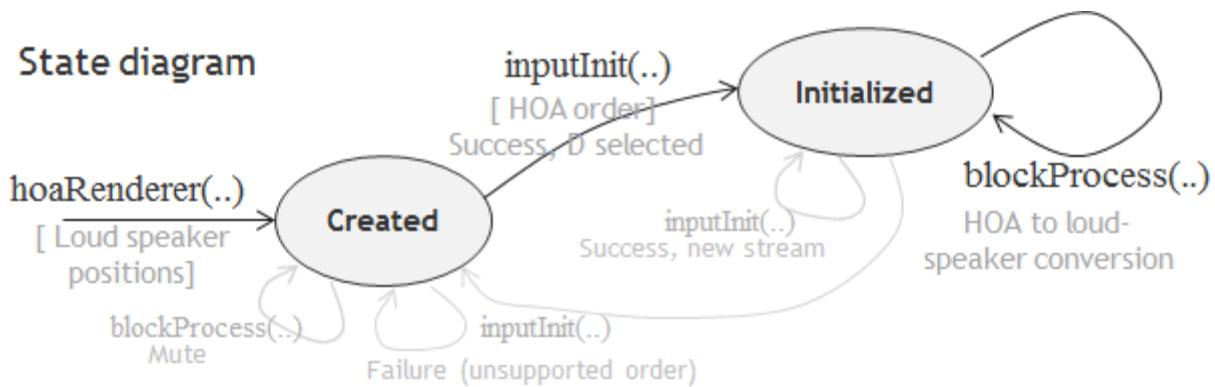 State diagram
inputInit(..)
[ HOA order]
Success, D selected
Initialized
hoaRenderer(..)
[ Loud speaker
positions]
Created
blockProcess(..)
HOA to loud-
speaker conversion
inputInit(..)
Success, new stream
blockProcess(..)
Mute
inputInit(..)
Failure (unsupported order)